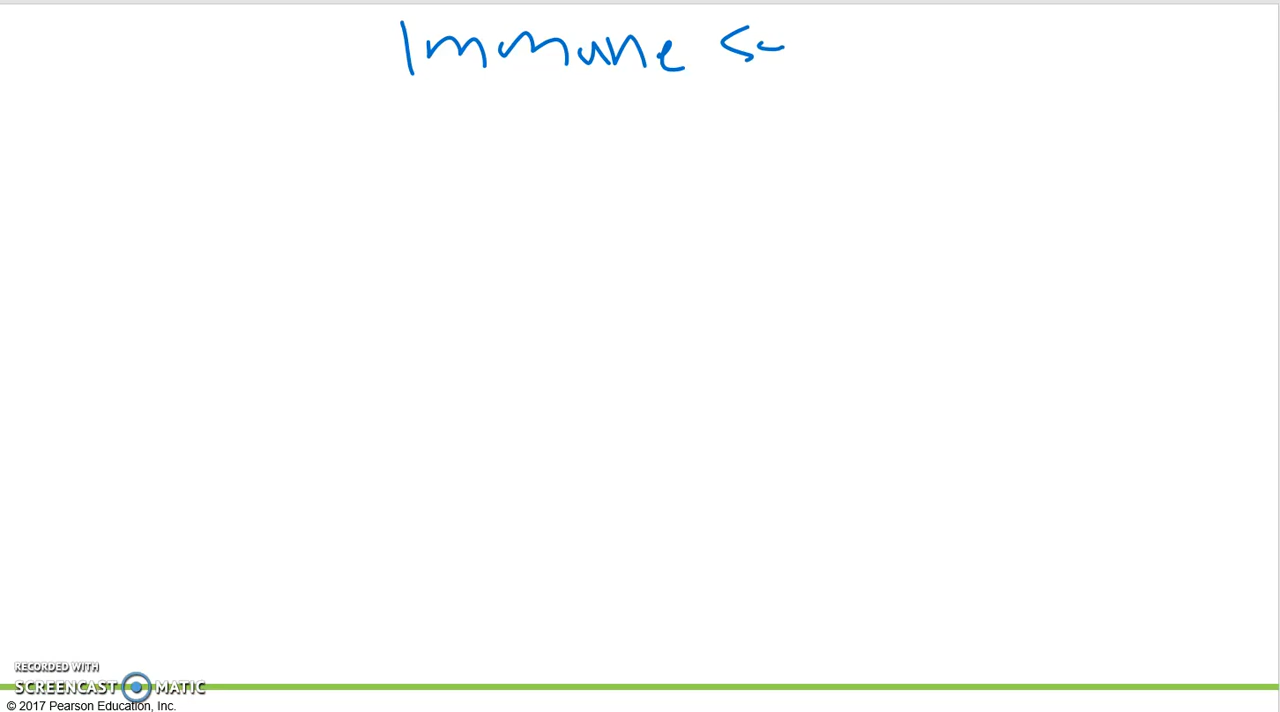 Immune
RECORDED WITH
SCREENCAST MATIC
© 2017 Pearson Education, Inc.